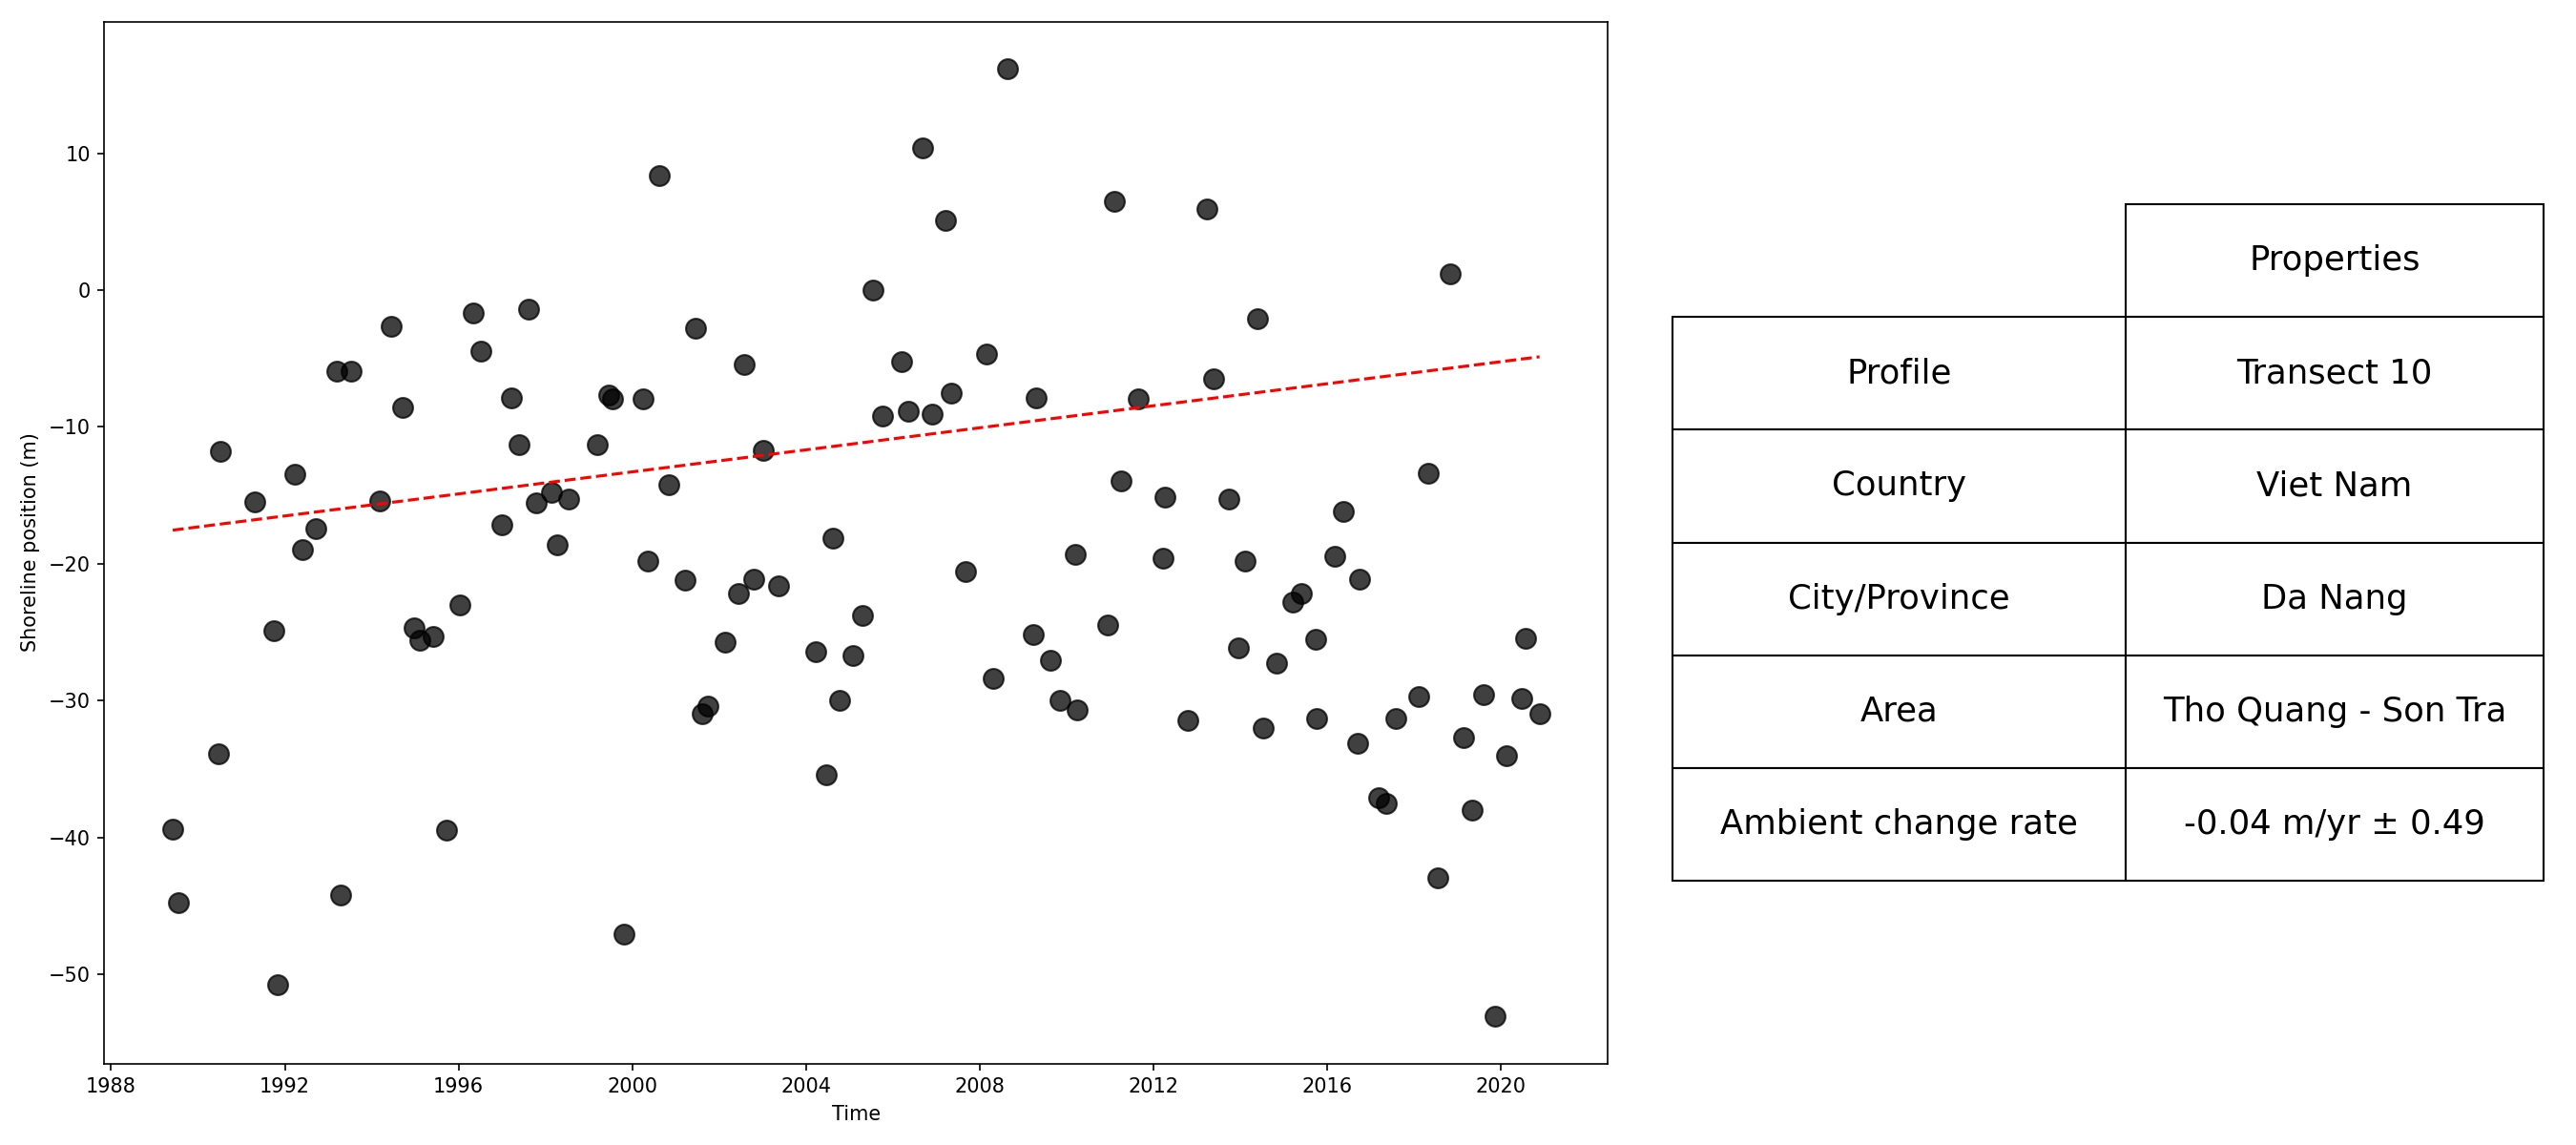 10
0
−10
−20
−30
−40
−50
Shoreline position (m)
1988 1992 1996 2000 2004 2008 2012 2016 2020
Time
Properties
Profile Transect 10
Country Viet Nam
City/Province Da Nang
Area Tho Quang - Son Tra
Ambient change rate -0.04 m/yr ± 0.49